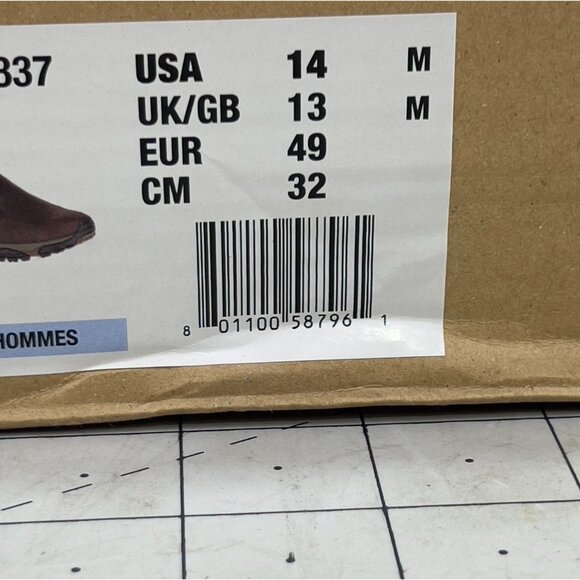 337
USA 14 M
UK/GB 13 M
EUR 49
CM 32
8 01100 58796 1
HOMMES